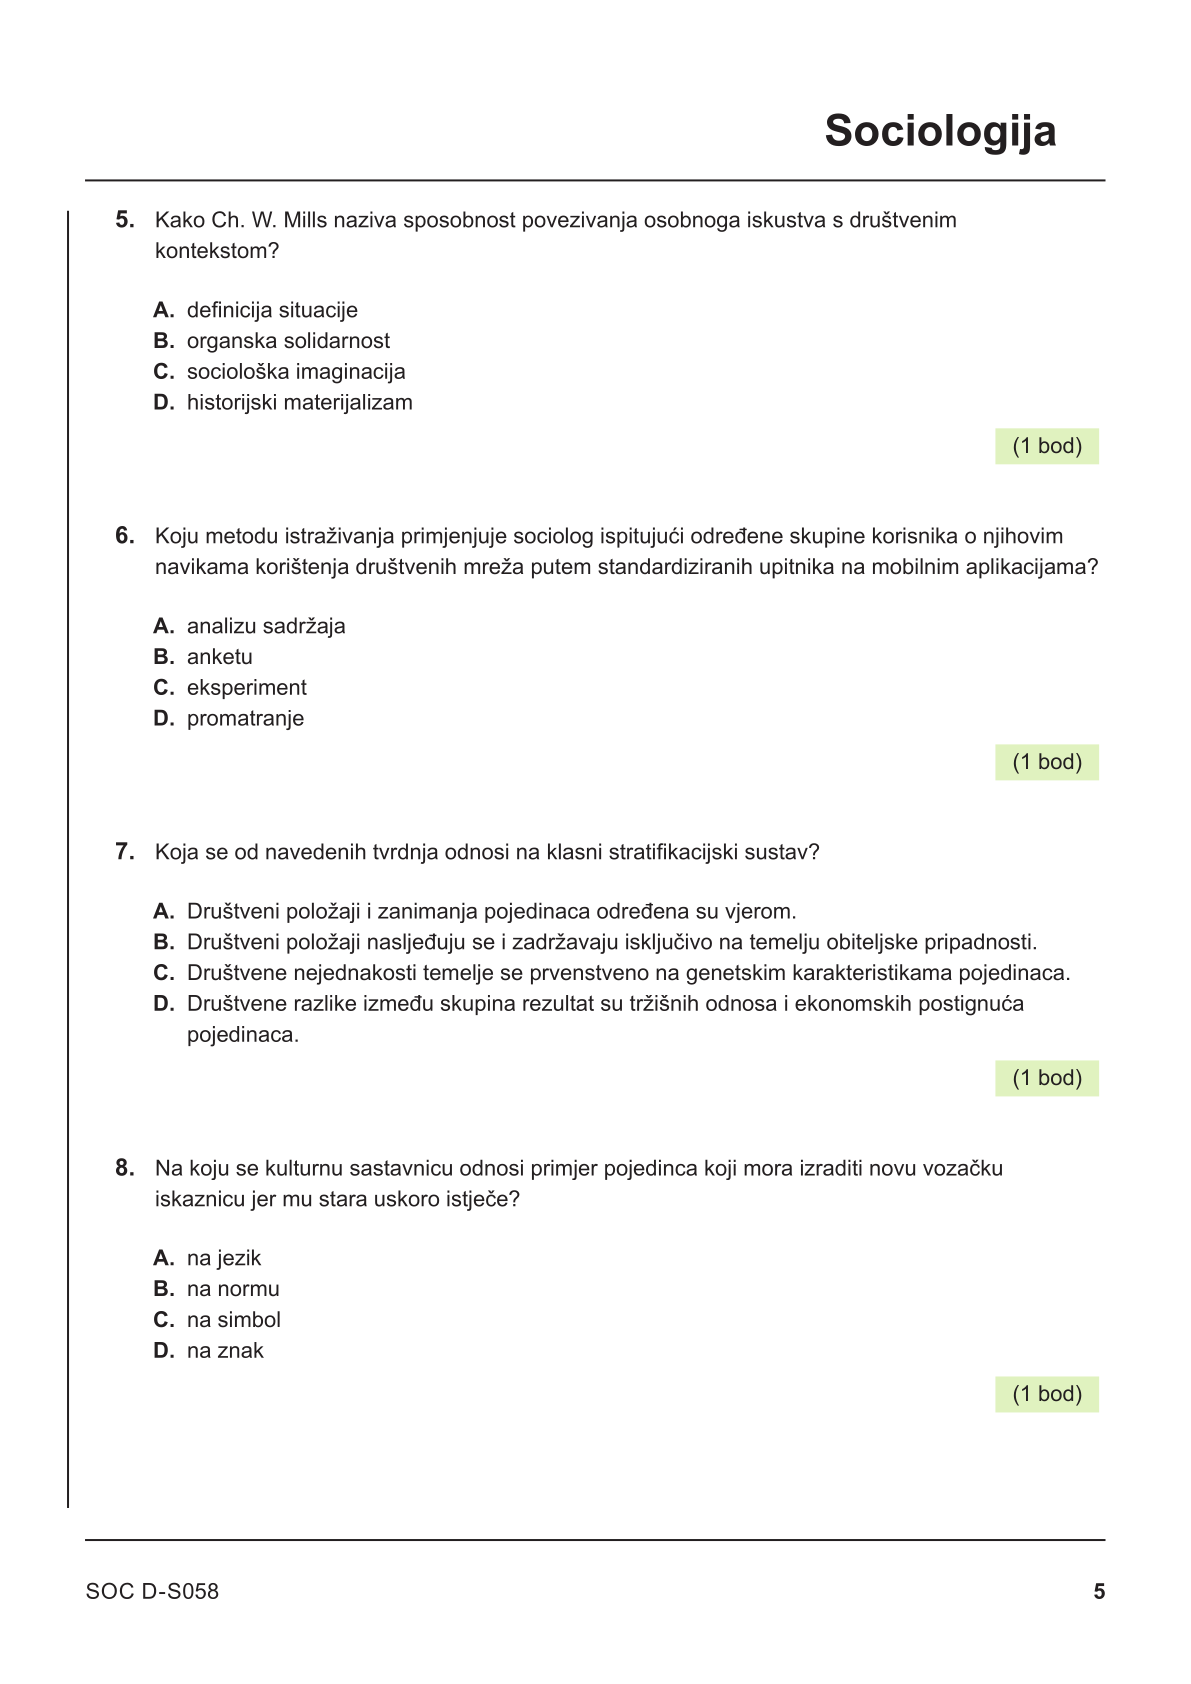 Sociologija
5. Kako Ch. W. Mills naziva sposobnost povezivanja osobnoga iskustva s društvenim
kontekstom?
A. definicija situacije
B. organska solidarnost
C. sociološka imaginacija
D. historijski materijalizam
(1 bod)
6. Koju metodu istraživanja primjenjuje sociolog ispitujući određene skupine korisnika o njihovim
navikama korištenja društvenih mreža putem standardiziranih upitnika na mobilnim aplikacijama?
A. analizu sadržaja
B. anketu
C. eksperiment
D. promatranje
(1 bod)
7. Koja se od navedenih tvrdnja odnosi na klasni stratifikacijski sustav?
A. Društveni položaji i zanimanja pojedinaca određena su vjerom.
B. Društveni položaji nasljeđuju se i zadržavaju isključivo na temelju obiteljske pripadnosti.
C. Društvene nejednakosti temelje se prvenstveno na genetskim karakteristikama pojedinaca.
D. Društvene razlike između skupina rezultat su tržišnih odnosa i ekonomskih postignuća
pojedinaca.
(1 bod)
8. Na koju se kulturnu sastavnicu odnosi primjer pojedinca koji mora izraditi novu vozačku
iskaznicu jer mu stara uskoro istječe?
A. na jezik
B. na normu
C. na simbol
D. na znak
(1 bod)
SOC D-S058
5